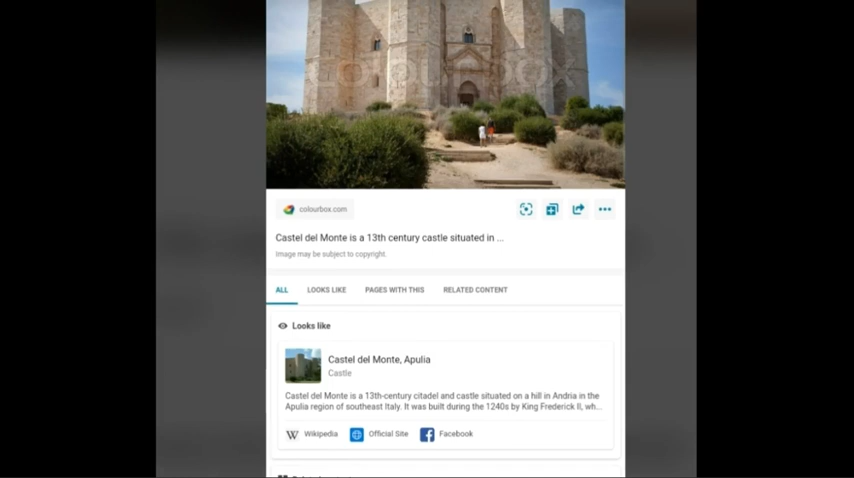 colourbox
colourbox.com
Castel del Monte is a 13th century castle situated in ...
Image may be subject to copyright.
ALL LOOKS LIKE PAGES WITH THIS RELATED CONTENT
Looks like
Castel del Monte, Apulia
Castle
Castel del Monte is a 13th-century citadel and castle situated on a hill in Andria in the
Apulia region of southeast Italy. It was built during the 1240s by King Frederick II, wh...
W Wikipedia Official Site f Facebook